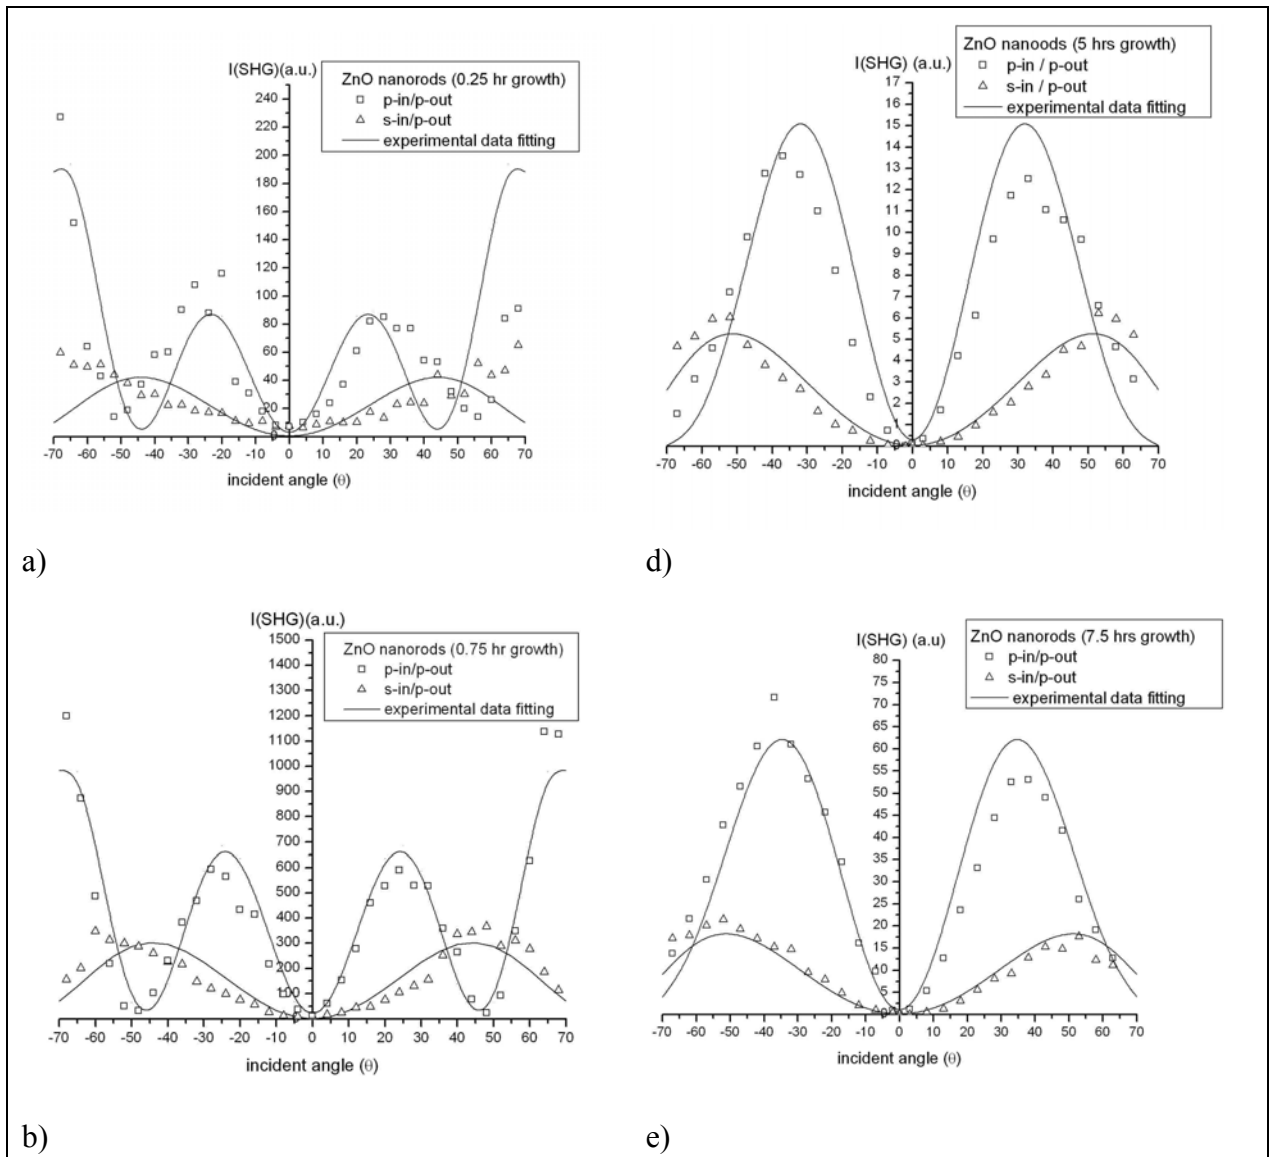 I(SHG)(a.u.)
ZnO nanorods (0.25 hr growth)
p-in/p-out
s-in/p-out
experimental data fitting
240
220
200
180
160
140
120
100
80
60
40
20
0
-70 -60 -50 -40 -30 -20 -10 0 10 20 30 40 50 60 70
incident angle (θ)
a)
I(SHG) (a.u.)
ZnO nanoods (5 hrs growth)
p-in / p-out
s-in / p-out
experimental data fitting
17
16
15
14
13
12
11
10
9
8
7
6
5
4
3
2
1
0
-70 -60 -50 -40 -30 -20 -10 0 10 20 30 40 50 60 70
incident angle (θ)
d)
I(SHG)(a.u.)
ZnO nanorods (0.75 hr growth)
p-in/p-out
s-in/p-out
experimental data fitting
1500
1400
1300
1200
1100
1000
900
800
700
600
500
400
300
200
100
0
-70 -60 -50 -40 -30 -20 -10 0 10 20 30 40 50 60 70
incident angle (θ)
b)
I(SHG) (a.u)
ZnO nanorods (7.5 hrs growth)
p-in/p-out
s-in/p-out
experimental data fitting
80
75
70
65
60
55
50
45
40
35
30
25
20
15
10
5
0
-70 -60 -50 -40 -30 -20 -10 0 10 20 30 40 50 60 70
incident angle (θ)
e)